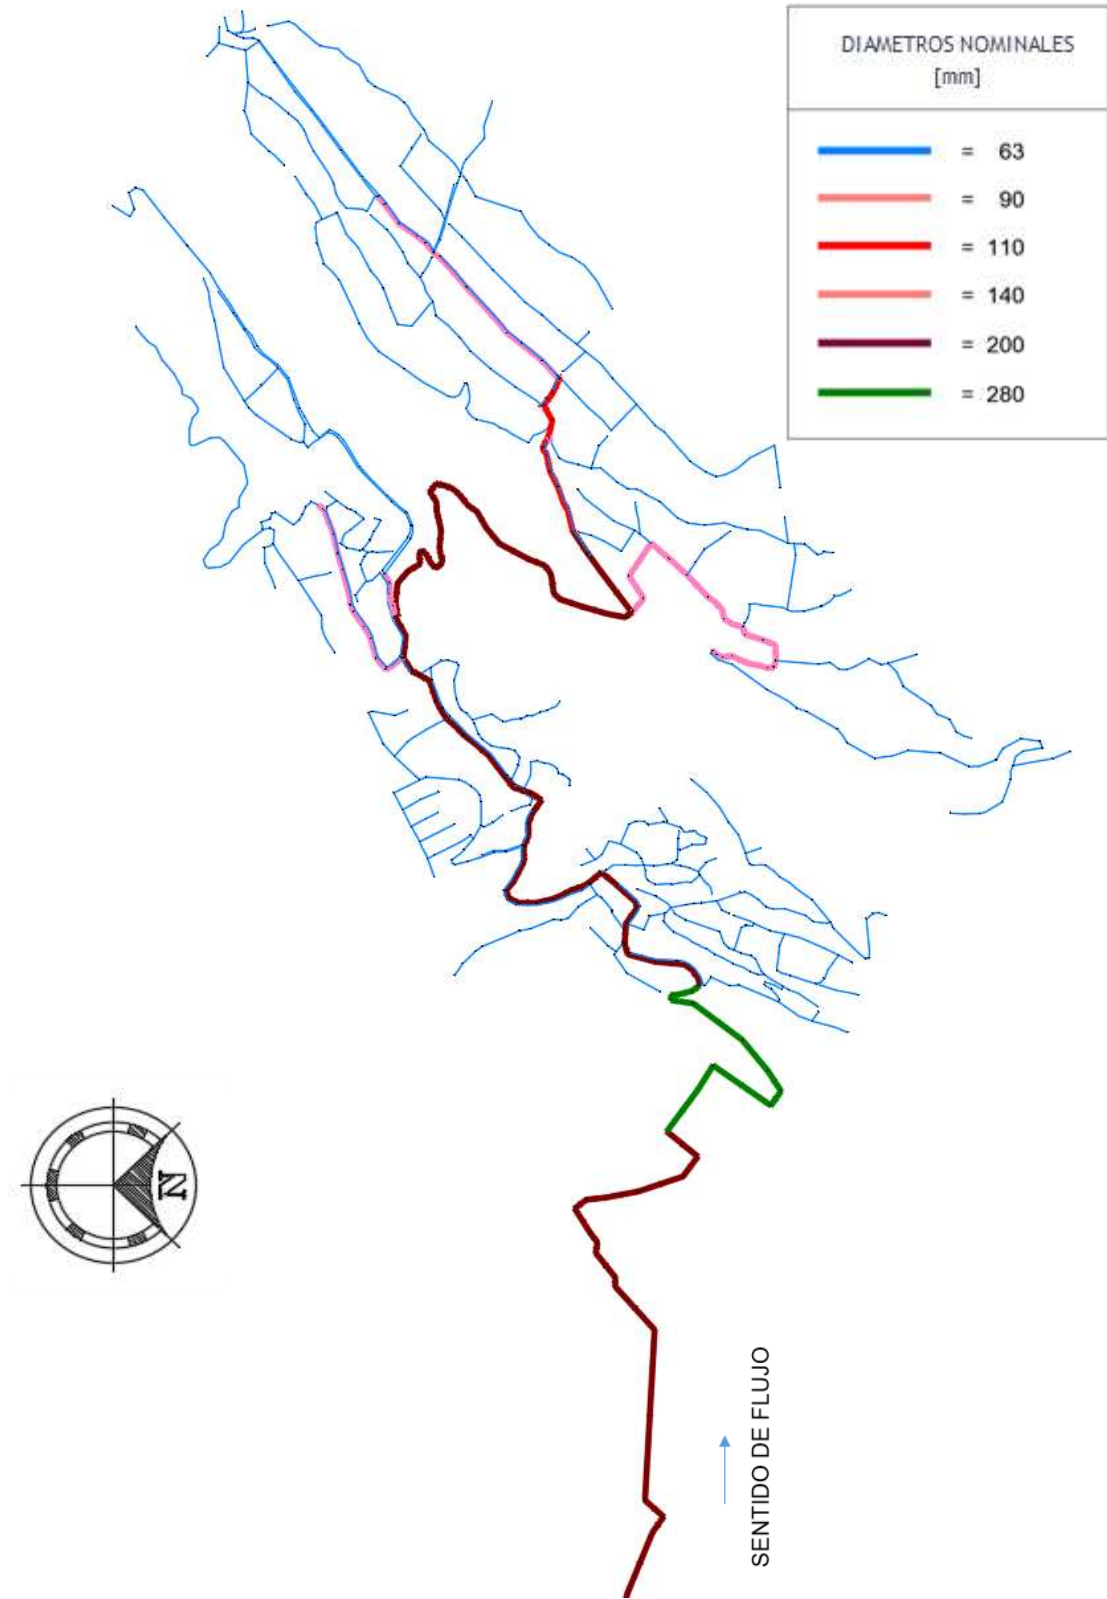 DIAMETROS NOMINALES
[mm]
= 63
= 90
= 110
= 140
= 200
= 280
N
SENTIDO DE FLUJO